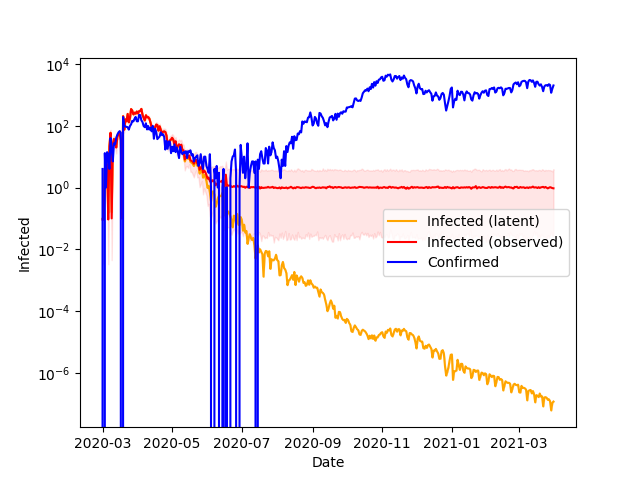 10^4
10^2
10^0
10^−2
10^−4
10^−6
Infected
Infected (latent)
Infected (observed)
Confirmed
2020-03 2020-05 2020-07 2020-09 2020-11 2021-01 2021-03
Date